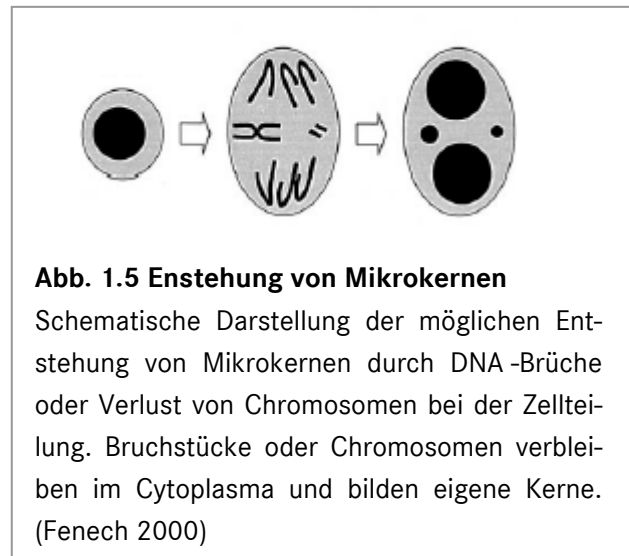 Abb. 1.5 Enstehung von Mikrokernen
Schematische Darstellung der möglichen Ent-
stehung von Mikrokernen durch DNA -Brüche
oder Verlust von Chromosomen bei der Zelltei-
lung. Bruchstücke oder Chromosomen verblei-
ben im Cytoplasma und bilden eigene Kerne.
(Fenech 2000)